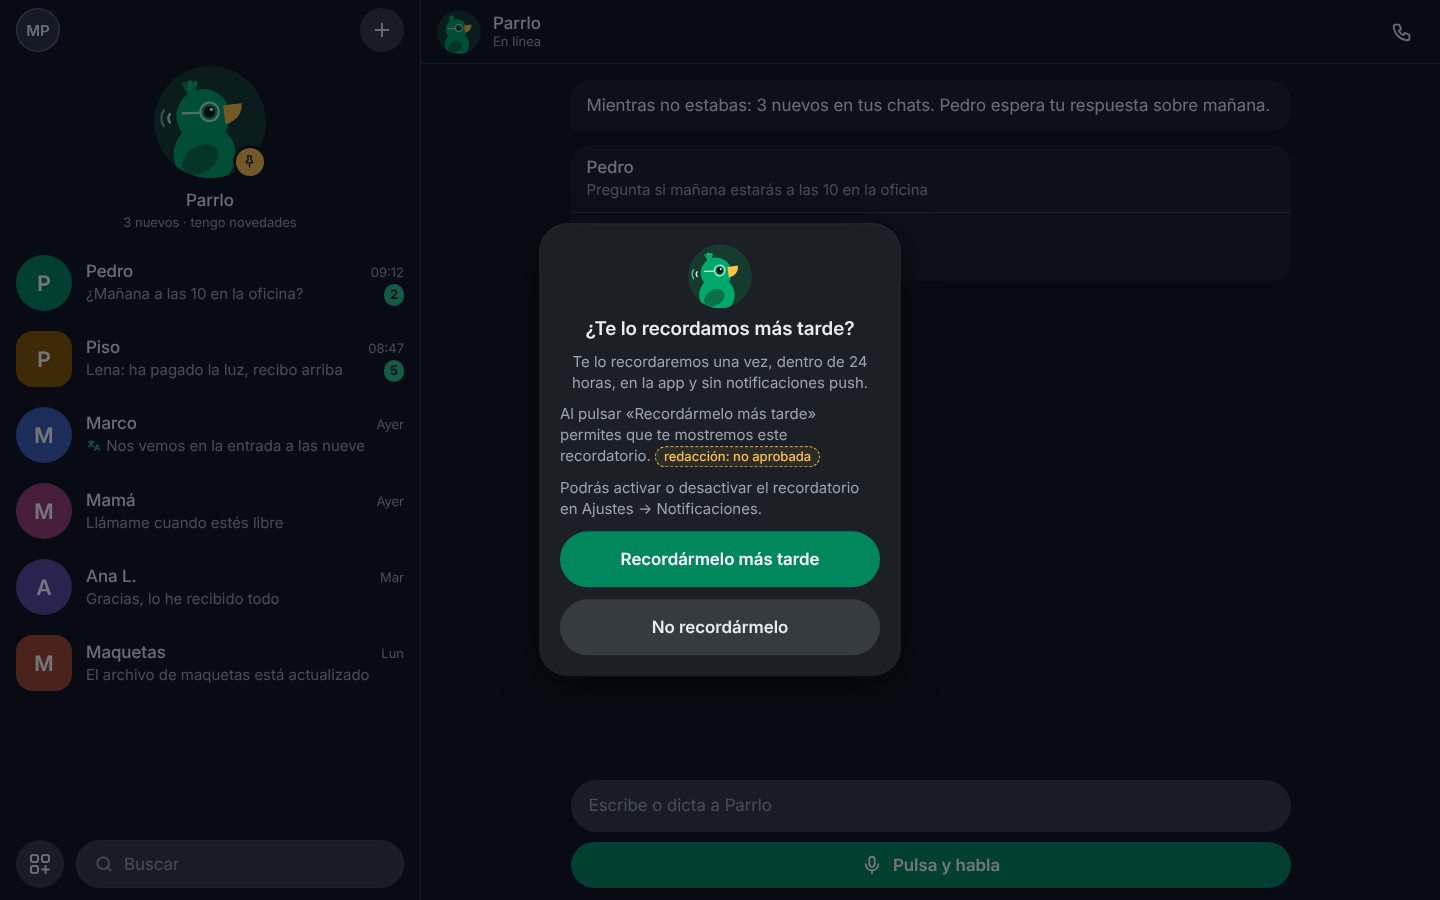 MP
Parrlo
3 nuevos · tengo novedades
Pedro
09:12
¿Mañana a las 10 en la oficina?
2
P
Piso
08:47
Lena: ha pagado la luz, recibo arriba
5
P
Marco
Ayer
Nos vemos en la entrada a las nueve
M
Mamá
Ayer
Llámame cuando estés libre
M
Ana L.
Mar
Gracias, lo he recibido todo
A
Maquetas
Lun
El archivo de maquetas está actualizado
M
Buscar
Parrlo
En línea
Mientras no estabas: 3 nuevos en tus chats. Pedro espera tu respuesta sobre mañana.
Pedro
Pregunta si mañana estarás a las 10 en la oficina
¿Te lo recordamos más tarde?
Te lo recordaremos una vez, dentro de 24
horas, en la app y sin notificaciones push.
Al pulsar «Recordármelo más tarde»
permites que te mostremos este
recordatorio. redacción: no aprobada
Podrás activar o desactivar el recordatorio
en Ajustes → Notificaciones.
Recordármelo más tarde
No recordármelo
Escribe o dicta a Parrlo
Pulsa y habla